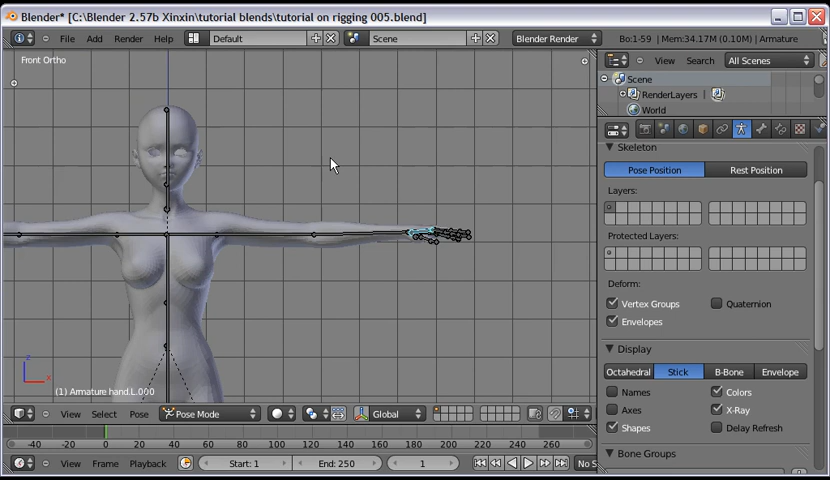 Blender* [C:\Blender 2.57b Xinxin\tutorial blends\tutorial on rigging 005.blend]
File Add Render Help Default Scene Blender Render Bo:1-59 | Mem:34.17M (0.10M) | Armature
Front Ortho
View Search All Scenes
Scene
RenderLayers
World
Skeleton
Pose Position Rest Position
Layers:
Protected Layers:
Deform:
Vertex Groups Quaternion
Envelopes
Display
Octahedral Stick B-Bone Envelope
Names Colors
Axes X-Ray
Shapes Delay Refresh
Bone Groups
z
x
(1) Armature hand.L.000
View Select Pose Pose Mode Global
-40 -20 0 20 40 60 80 100 120 140 160 180 200 220 240 260
View Frame Playback Start: 1 End: 250 1 No S